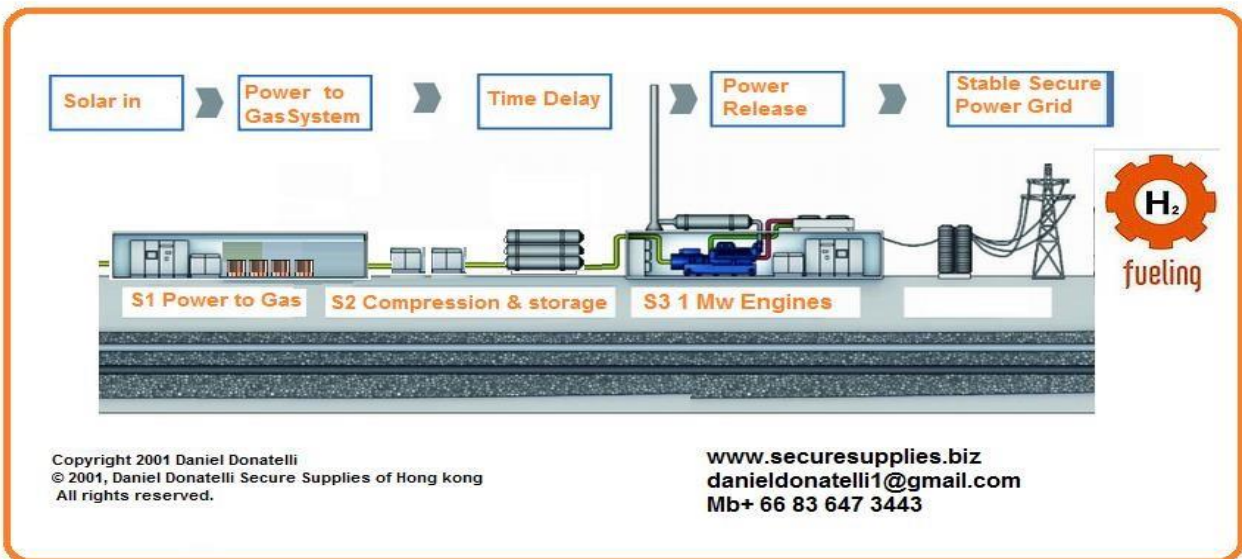 Solar in
Power to
GasSystem
Time Delay
Power
Release
Stable Secure
Power Grid
H2
fueling
S1 Power to Gas
S2 Compression & storage
S3 1 Mw Engines
Copyright 2001 Daniel Donatelli
© 2001, Daniel Donatelli Secure Supplies of Hong kong
All rights reserved.
www.securesupplies.biz
danieldonatelli1@gmail.com
Mb+ 66 83 647 3443